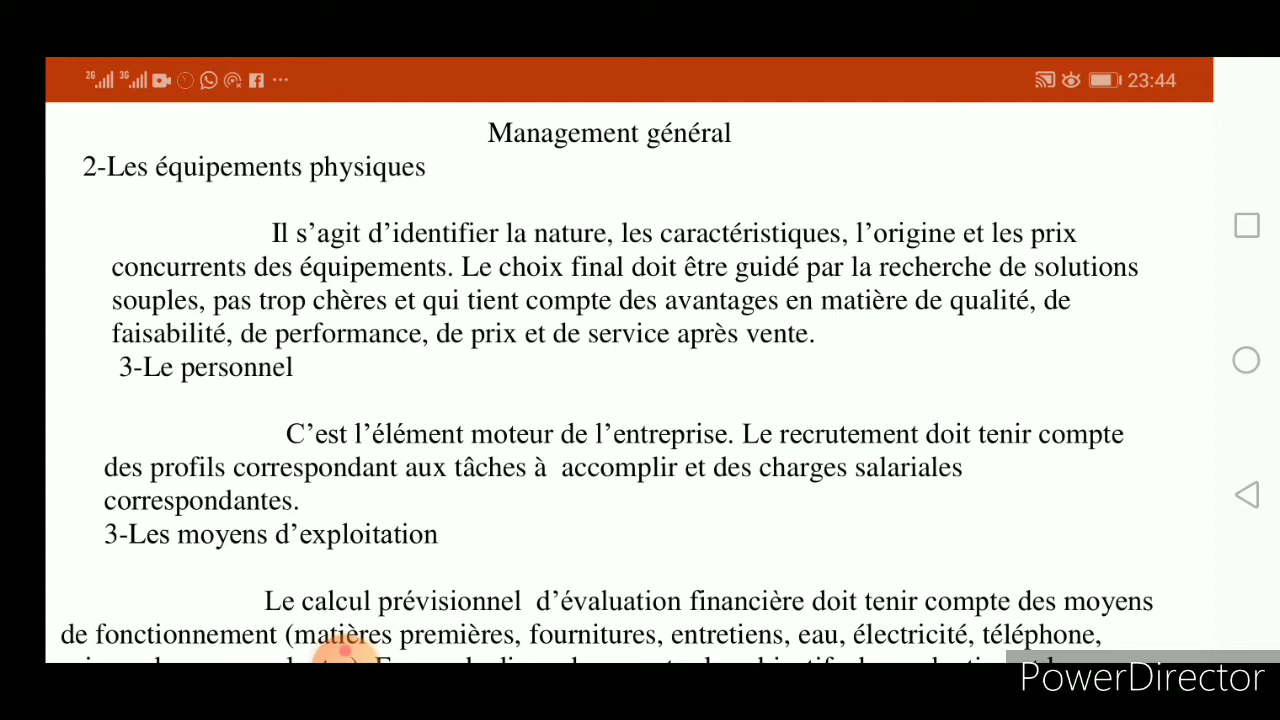 2G 3G 23:44
Management général
2-Les équipements physiques
Il s’agit d’identifier la nature, les caractéristiques, l’origine et les prix
concurrents des équipements. Le choix final doit être guidé par la recherche de solutions
souples, pas trop chères et qui tient compte des avantages en matière de qualité, de
faisabilité, de performance, de prix et de service après vente.
3-Le personnel
C’est l’élément moteur de l’entreprise. Le recrutement doit tenir compte
des profils correspondant aux tâches à accomplir et des charges salariales
correspondantes.
3-Les moyens d’exploitation
Le calcul prévisionnel d’évaluation financière doit tenir compte des moyens
de fonctionnement (matières premières, fournitures, entretiens, eau, électricité, téléphone,
PowerDirector